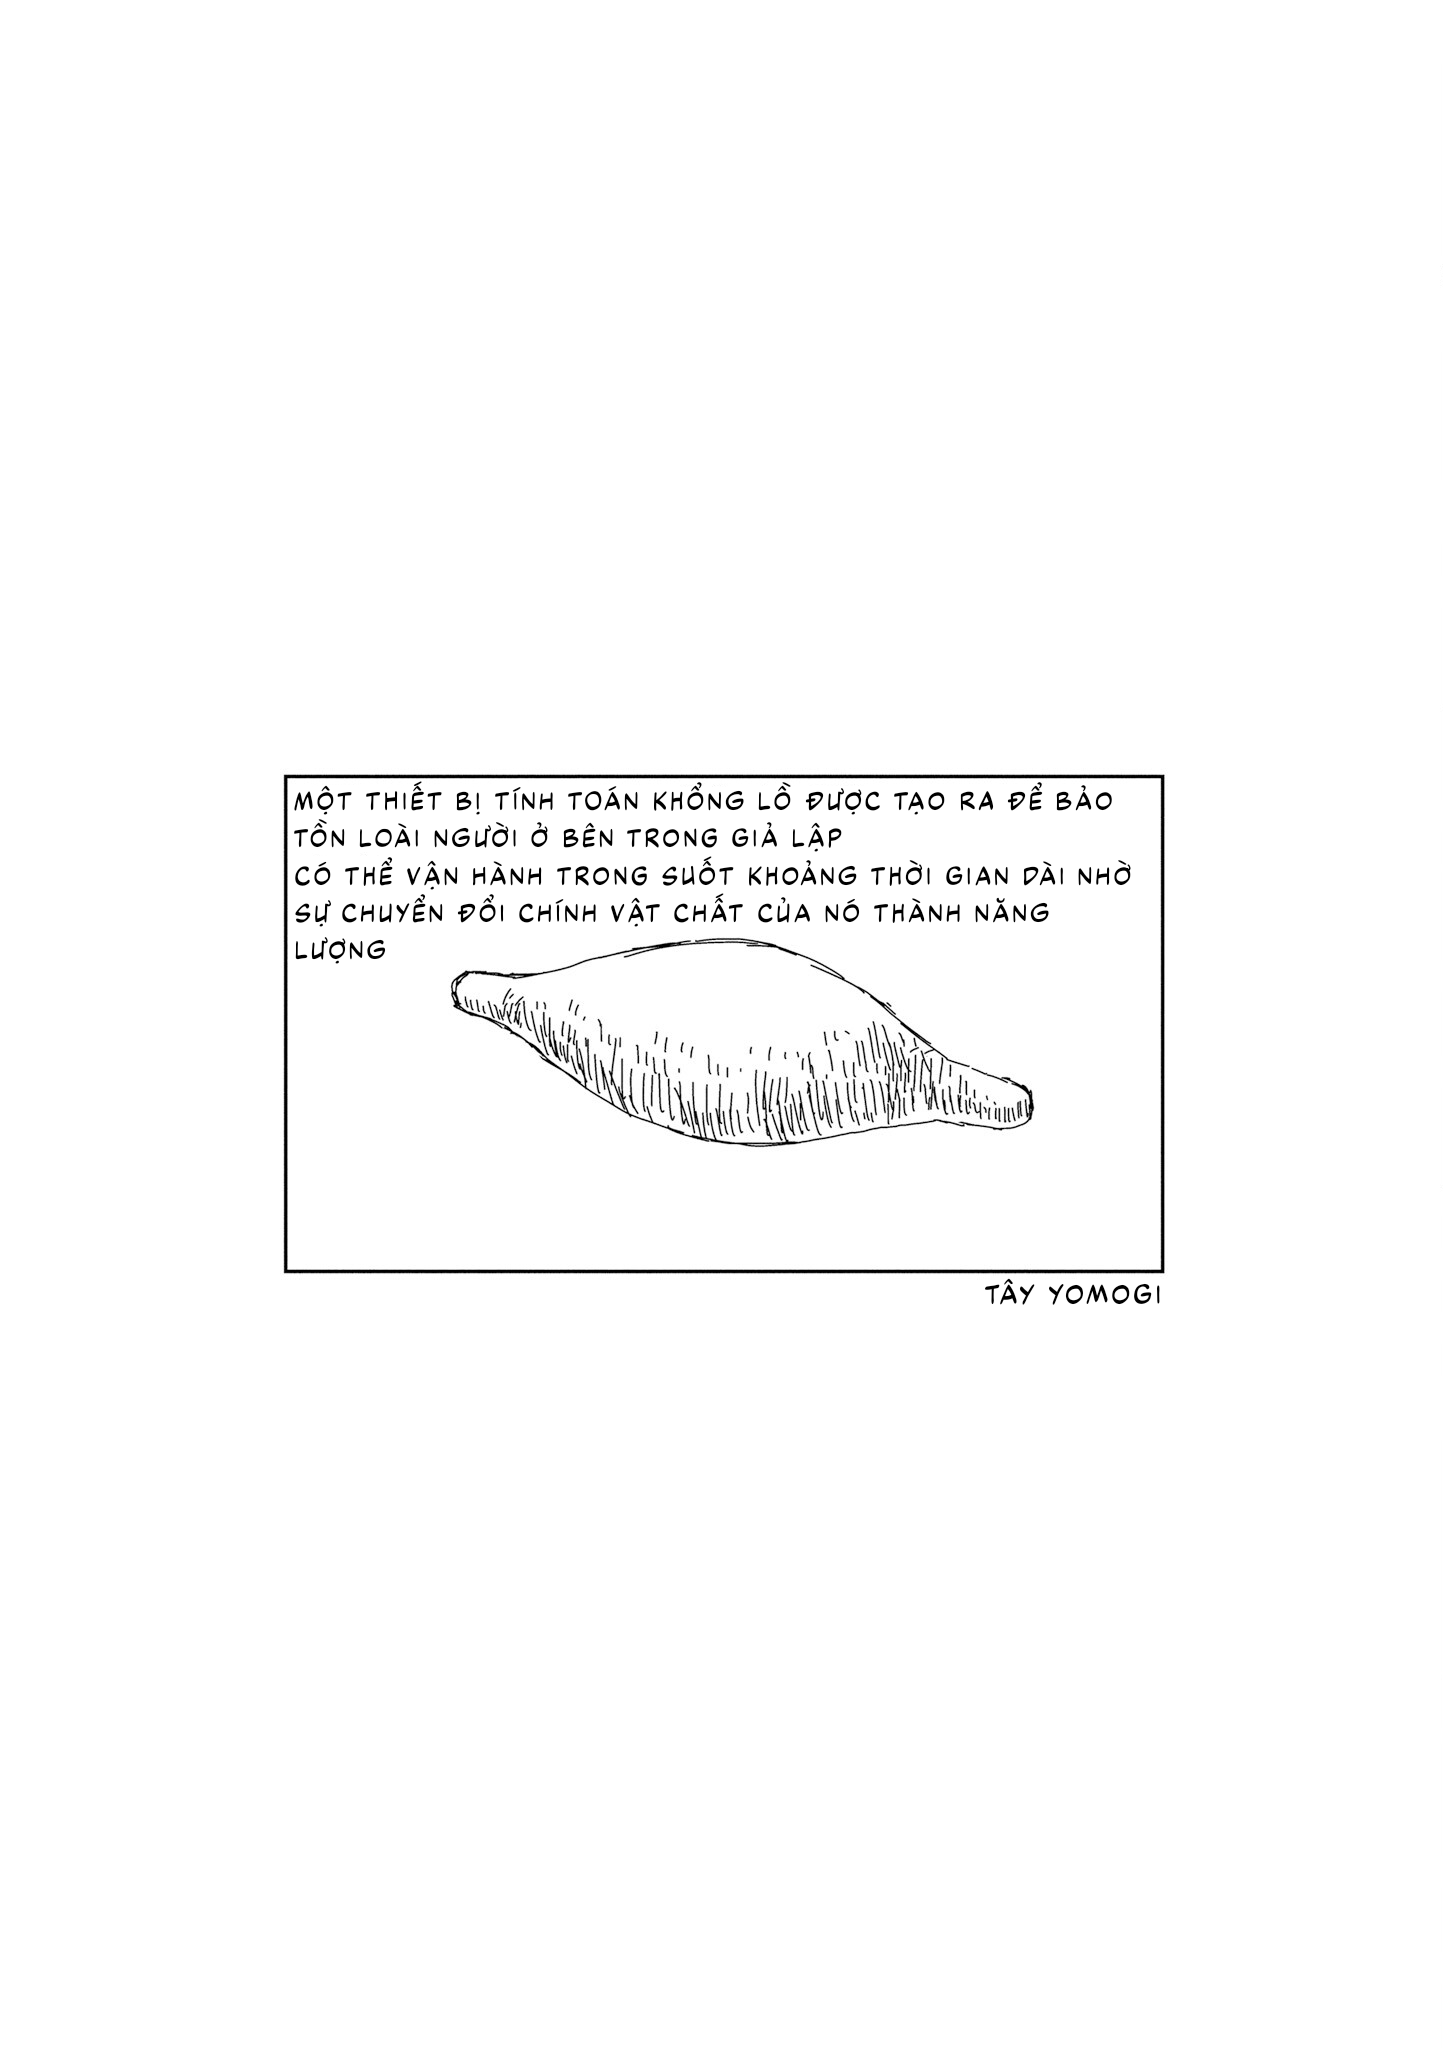 MỘT THIẾT BỊ TÍNH TOÁN KHỔNG LỒ ĐƯỢC TẠO RA ĐỂ BẢO
TỒN LOÀI NGƯỜI Ở BÊN TRONG GIẢ LẬP
CÓ THỂ VẬN HÀNH TRONG SUỐT KHOẢNG THỜI GIAN DÀI NHỜ
SỰ CHUYỂN ĐỔI CHÍNH VẬT CHẤT CỦA NÓ THÀNH NĂNG
LƯỢNG
TÂY YOMOGI